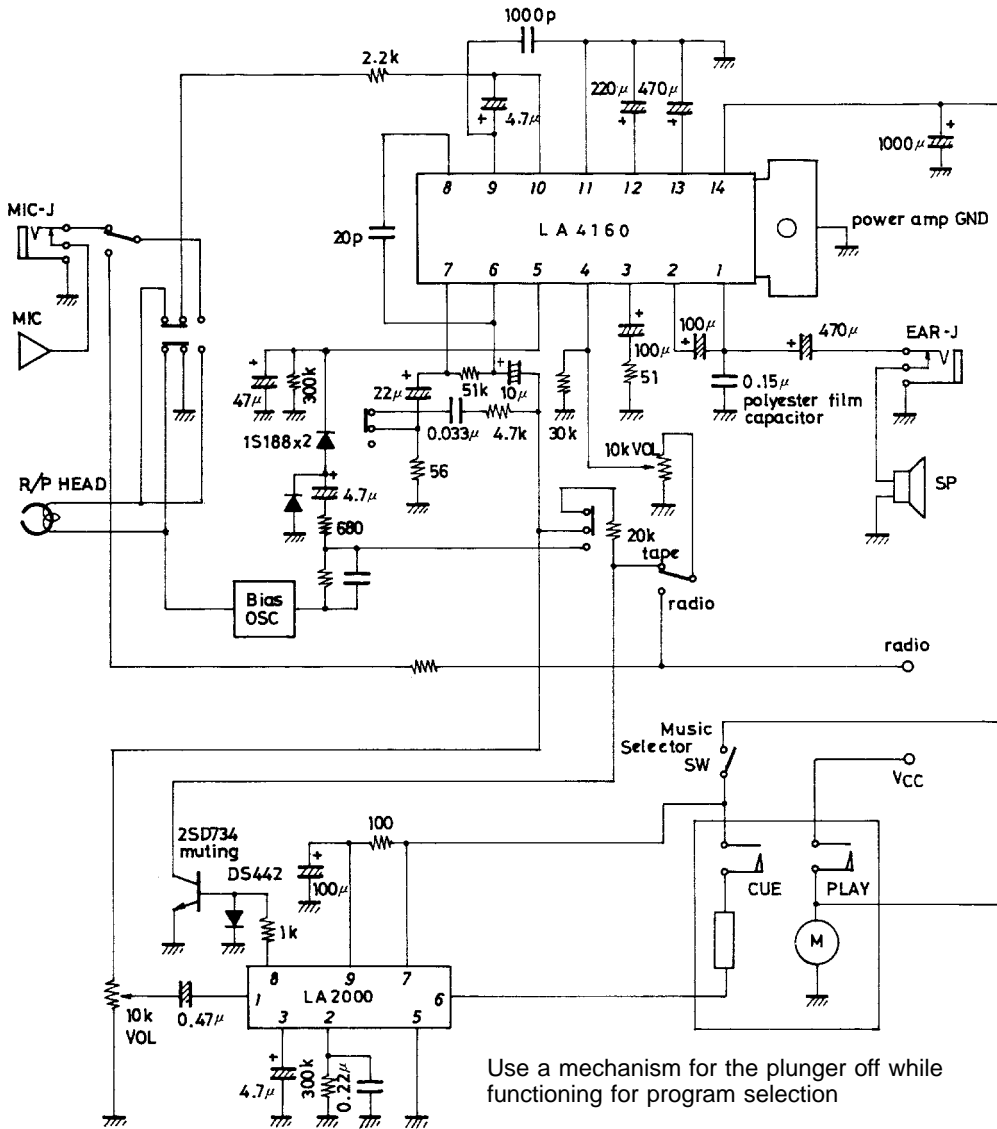 1000p
2.2k
4.7μ
220μ 470μ
1000μ
8 9 10 11 12 13 14
LA4160
power amp GND
20p
7 6 5 4 3 2 1
MIC-J
MIC
R/P HEAD
47μ
300k
22μ
51k
10μ
100μ
51
100μ
470μ
EAR-J
0.15μ
polyester film
capacitor
1S188x2
0.033μ
4.7k
30k
10k VOL
56
SP
4.7μ
680
20k
tape
radio
Bias
OSC
radio
Music
Selector
SW
VCC
2SD734
muting
DS442
100
100μ
1k
CUE
PLAY
M
8 9 7
LA2000
1 6
3 2 5
10k
VOL
0.47μ
4.7μ
300k
0.22μ
Use a mechanism for the plunger off while
functioning for program selection